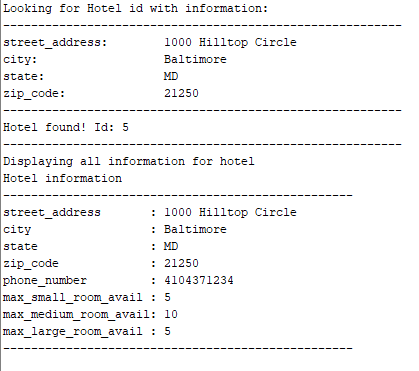 Looking for Hotel id with information:
---------------------------------------------------------
street_address:        1000 Hilltop Circle
city:                  Baltimore
state:                 MD
zip_code:              21250
---------------------------------------------------------
Hotel found! Id: 5
---------------------------------------------------------
Displaying all information for hotel
Hotel information
--------------------------------------------------
street_address       : 1000 Hilltop Circle
city                 : Baltimore
state                : MD
zip_code             : 21250
phone_number         : 4104371234
max_small_room_avail : 5
max_medium_room_avail: 10
max_large_room_avail : 5
--------------------------------------------------